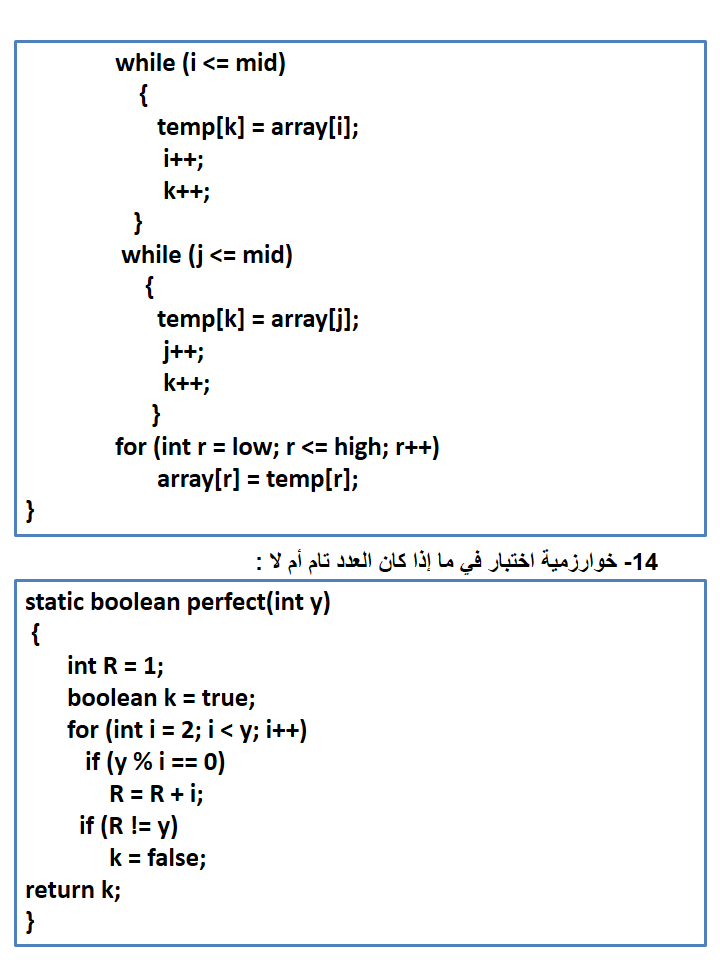 while (i <= mid)
{
temp[k] = array[i];
i++;
k++;
}
while (j <= mid)
{
temp[k] = array[j];
j++;
k++;
}
for (int r = low; r <= high; r++)
array[r] = temp[r];
}
14- خوارزمية اختبار في ما إذا كان العدد تام أم لا :
static boolean perfect(int y)
{
int R = 1;
boolean k = true;
for (int i = 2; i < y; i++)
if (y % i == 0)
R = R + i;
if (R != y)
k = false;
return k;
}